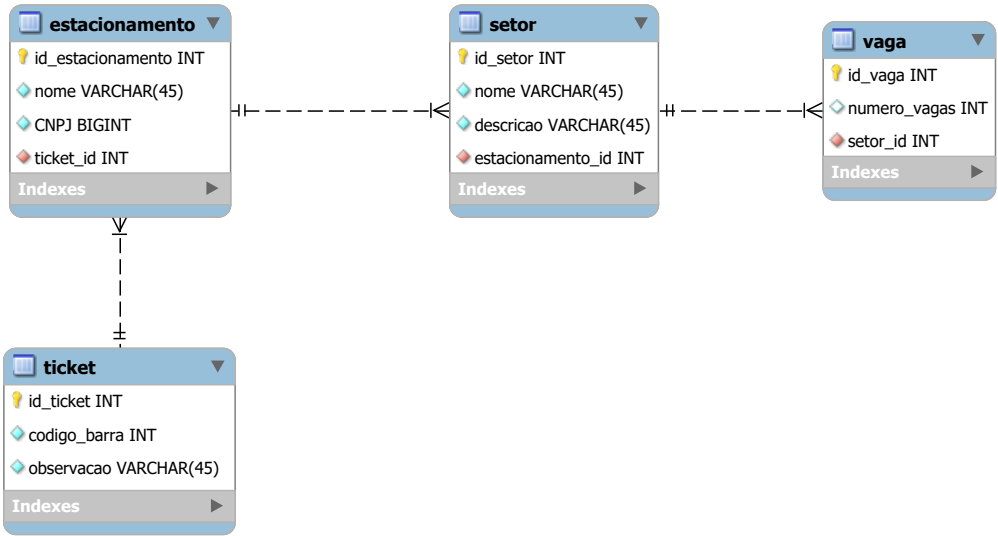 estacionamento
id_estacionamento INT
nome VARCHAR(45)
CNPJ BIGINT
ticket_id INT
Indexes
setor
id_setor INT
nome VARCHAR(45)
descricao VARCHAR(45)
estacionamento_id INT
Indexes
vaga
id_vaga INT
numero_vagas INT
setor_id INT
Indexes
ticket
id_ticket INT
codigo_barra INT
observacao VARCHAR(45)
Indexes